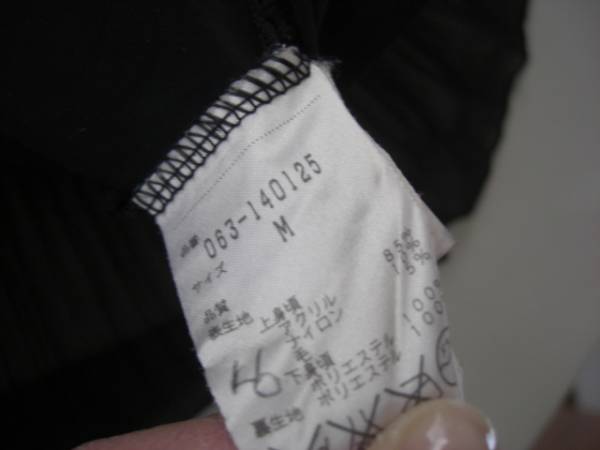 品番 063-140125
サイズ M
品質
表生地 上身頃
アクリル 85%
ナイロン 10%
毛
下身頃
ポリエステル 100%
裏生地 ポリエステル 100%